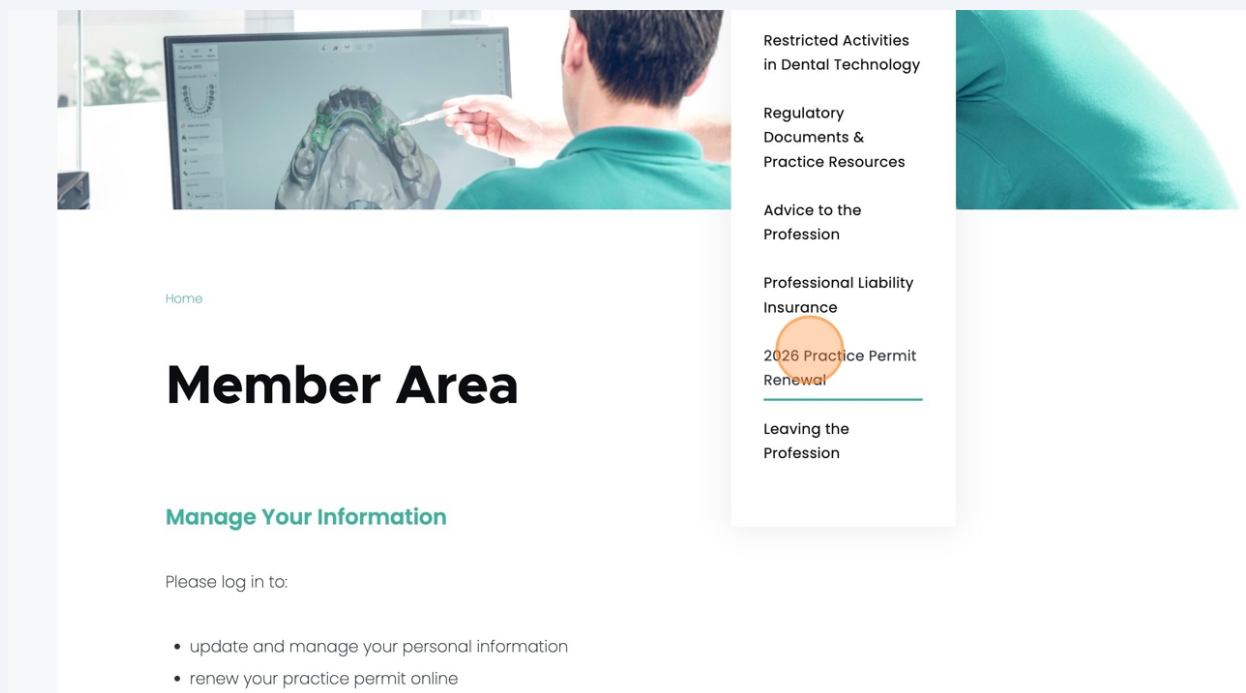 Restricted Activities
in Dental Technology
Regulatory
Documents &
Practice Resources
Advice to the
Profession
Professional Liability
Insurance
2026 Practice Permit
Renewal
Leaving the
Profession
Home
Member Area
Manage Your Information
Please log in to:
• update and manage your personal information
• renew your practice permit online